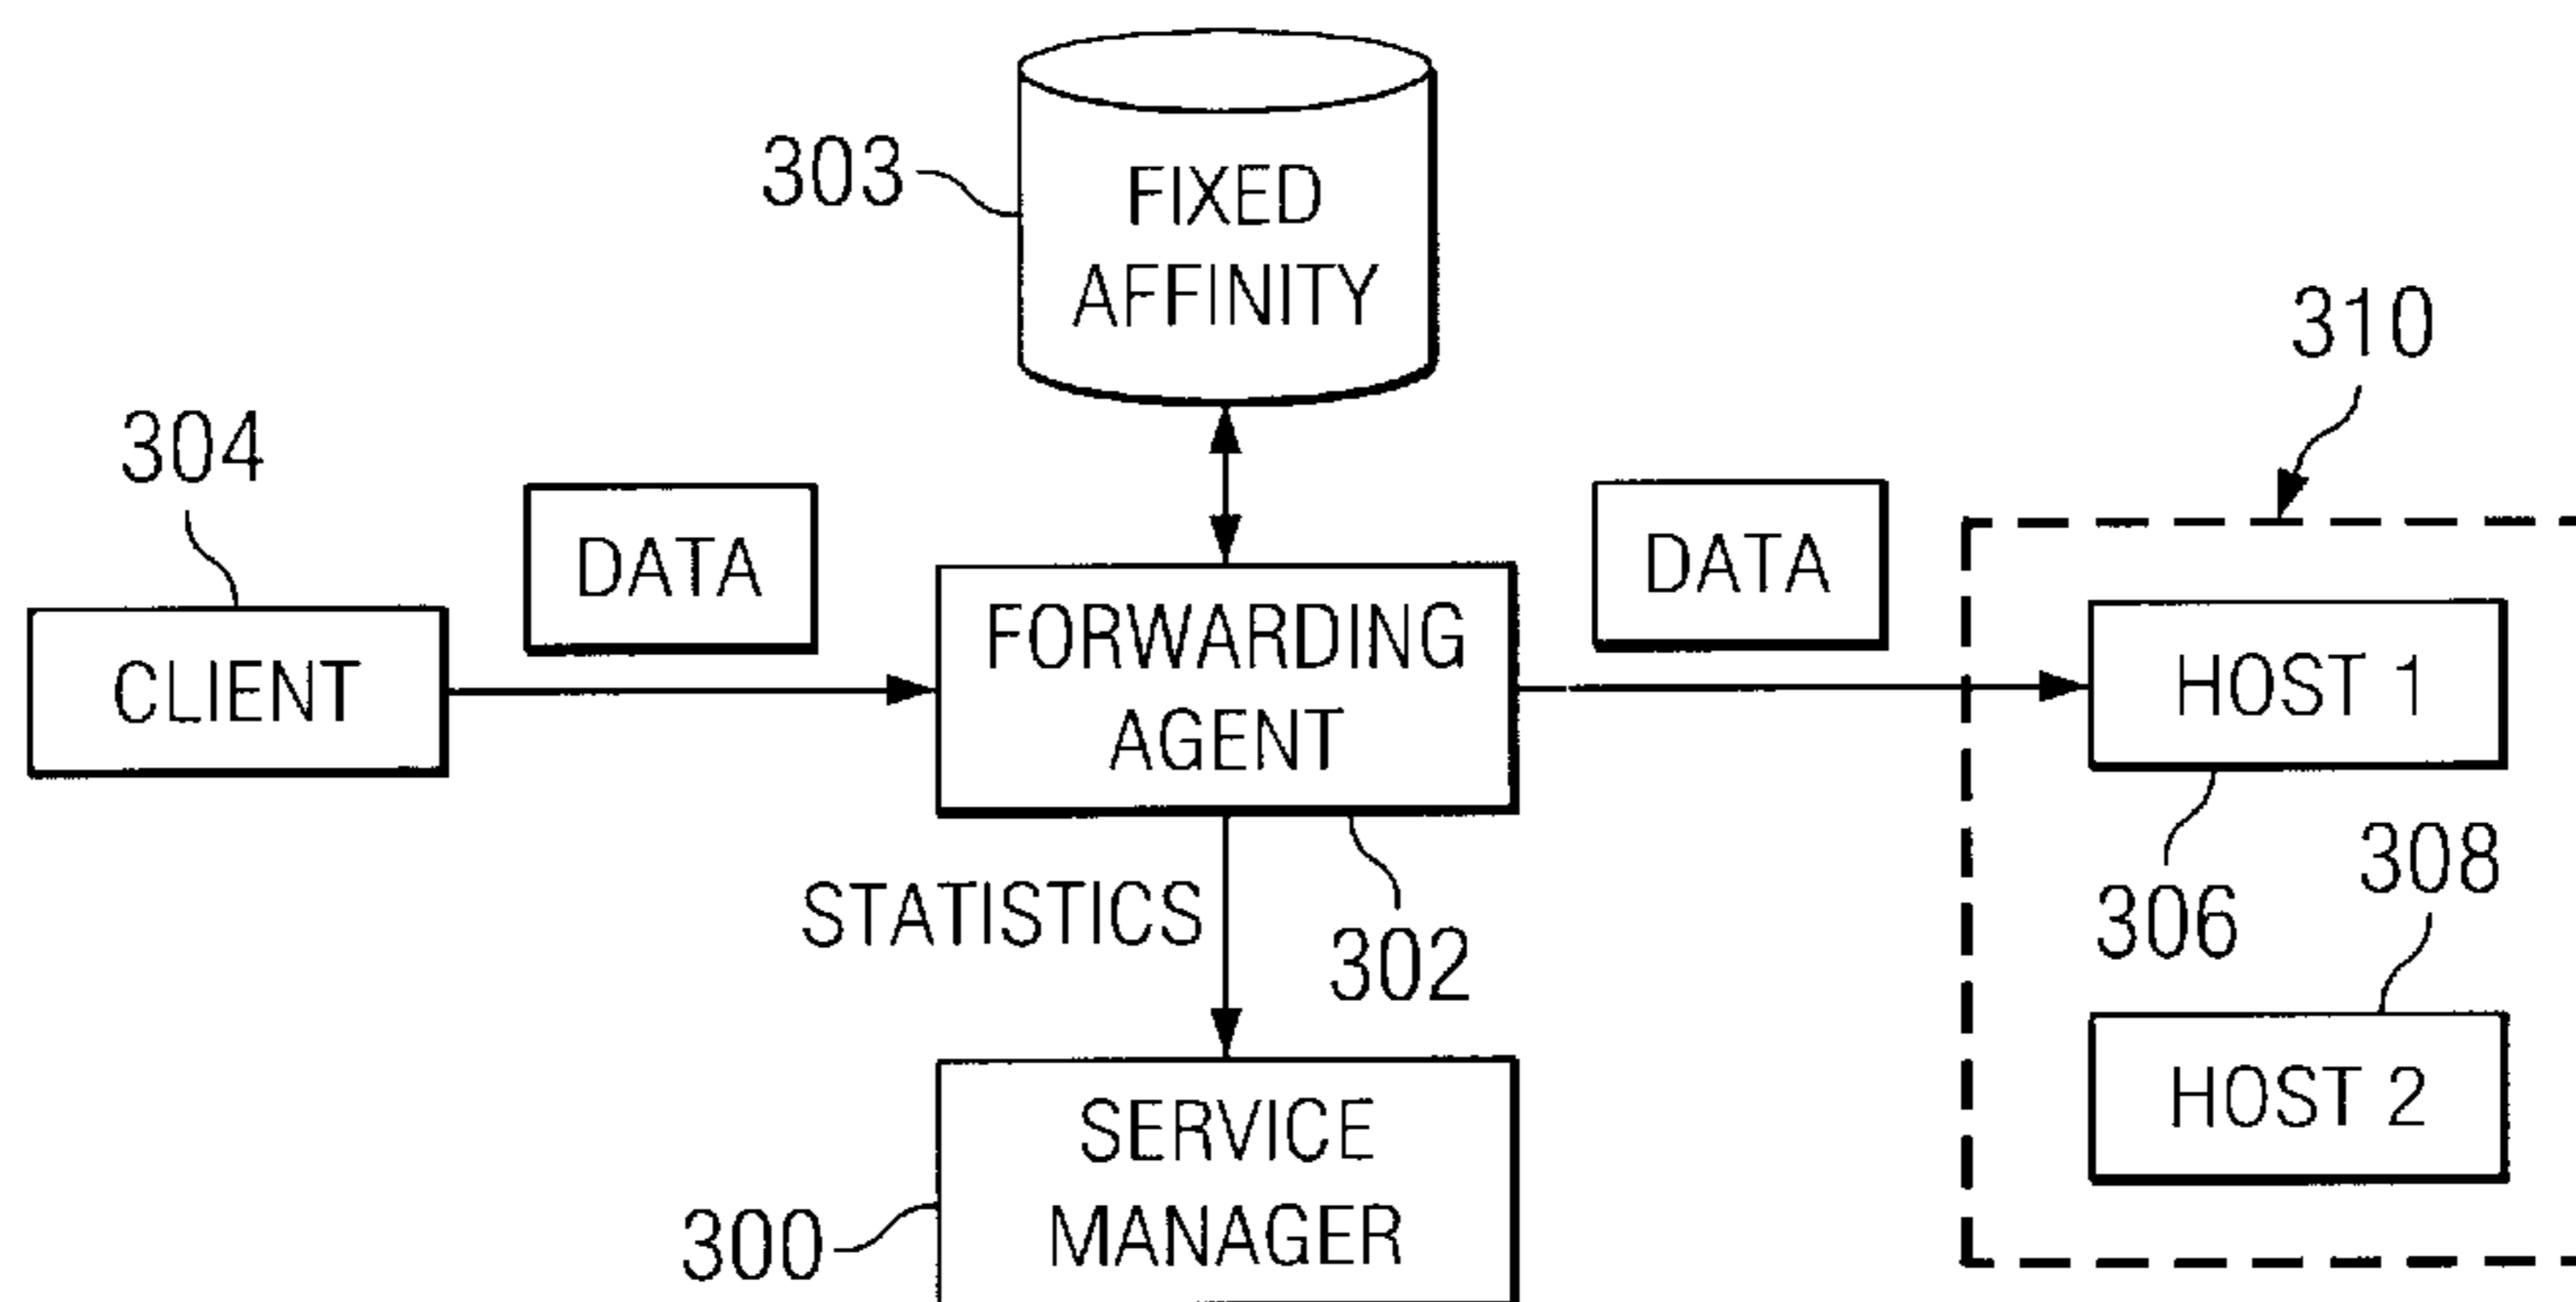 303
FIXED
AFFINITY
310
304
DATA
DATA
CLIENT
FORWARDING
AGENT
HOST 1
STATISTICS
302
306
308
300
SERVICE
MANAGER
HOST 2